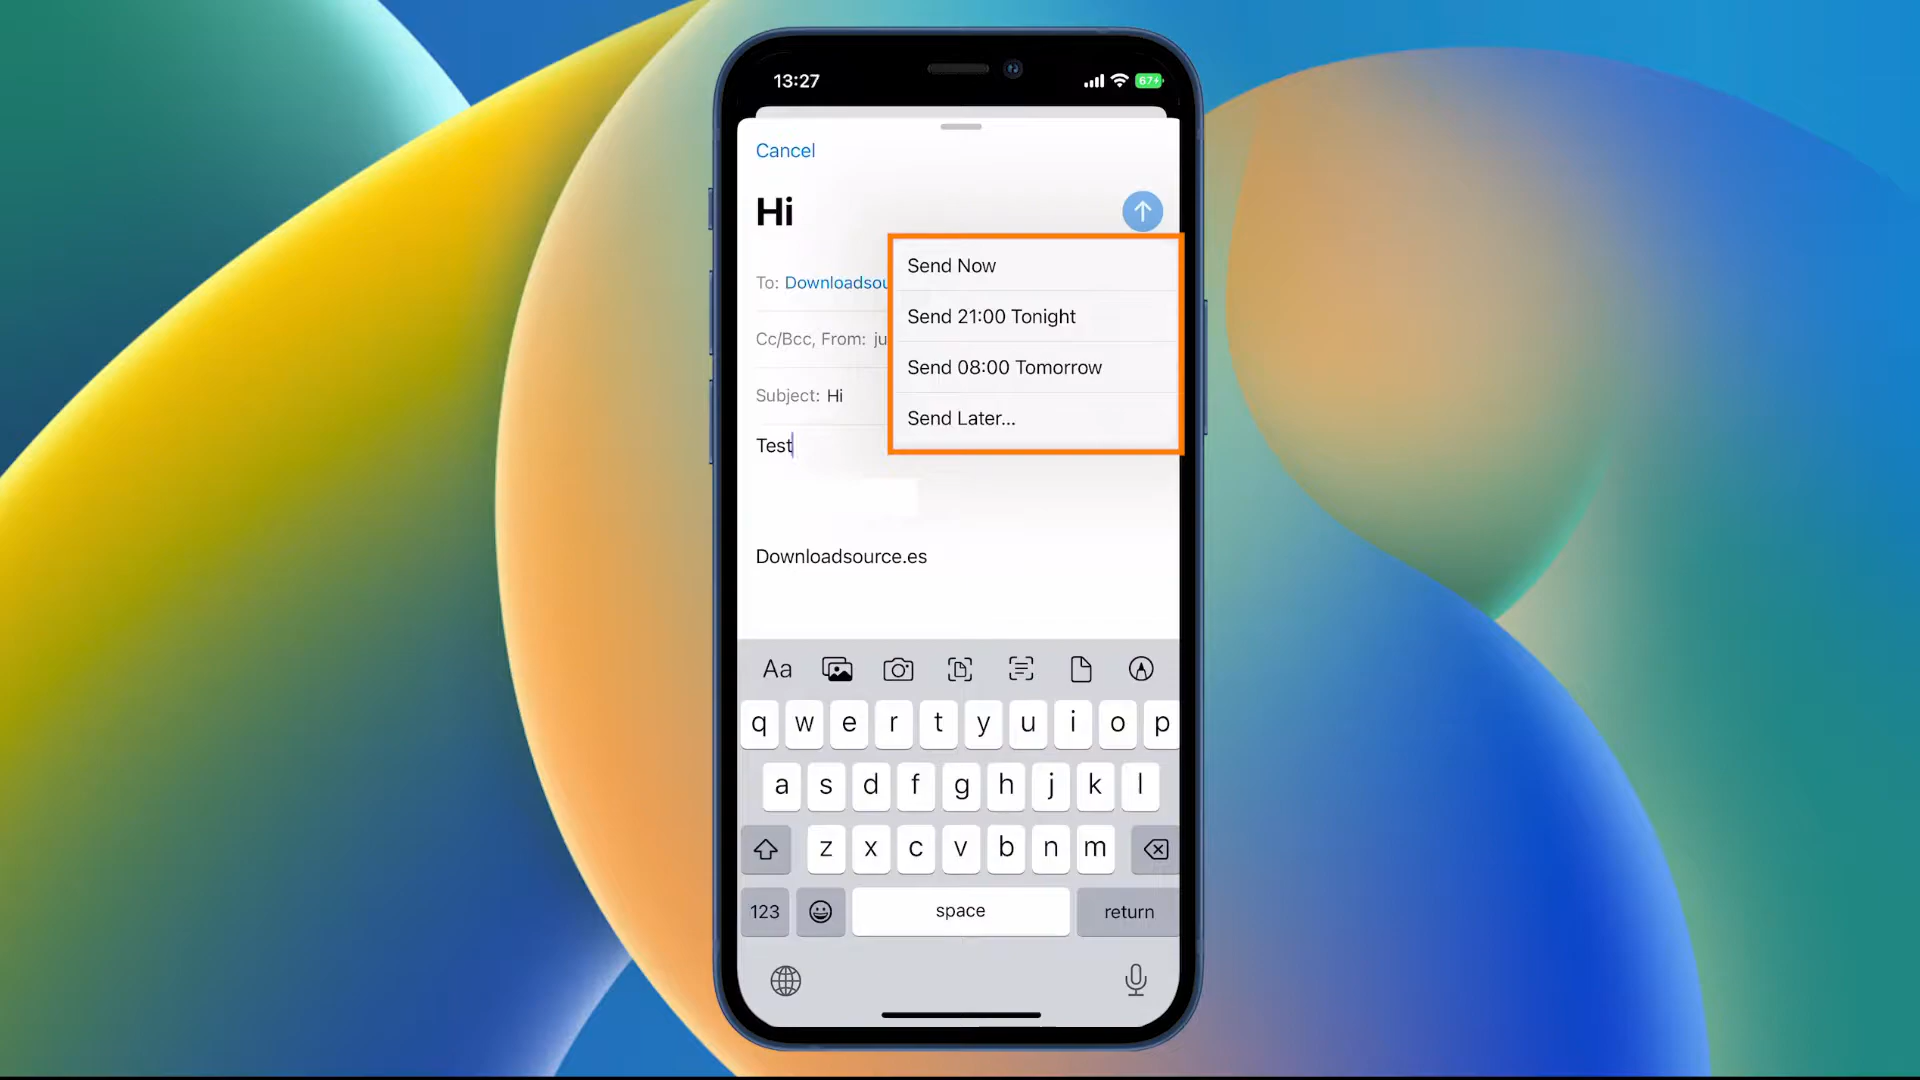 13:27
67+
Cancel
Hi
Send Now
To: Downloadsou
Send 21:00 Tonight
Cc/Bcc, From: ju
Send 08:00 Tomorrow
Subject: Hi
Send Later...
Test
Downloadsource.es
Aa
q w e r t y u i o p
a s d f g h j k l
z x c v b n m
123 space return